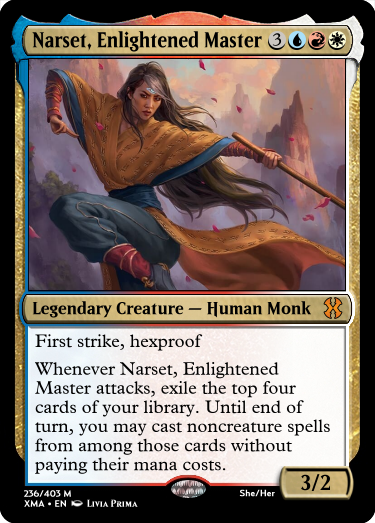 Narset, Enlightened Master 3
Legendary Creature — Human Monk
First strike, hexproof
Whenever Narset, Enlightened
Master attacks, exile the top four
cards of your library. Until end of
turn, you may cast noncreature spells
from among those cards without
paying their mana costs.
3/2
236/403 M
She/Her
XMA • EN Livia Prima